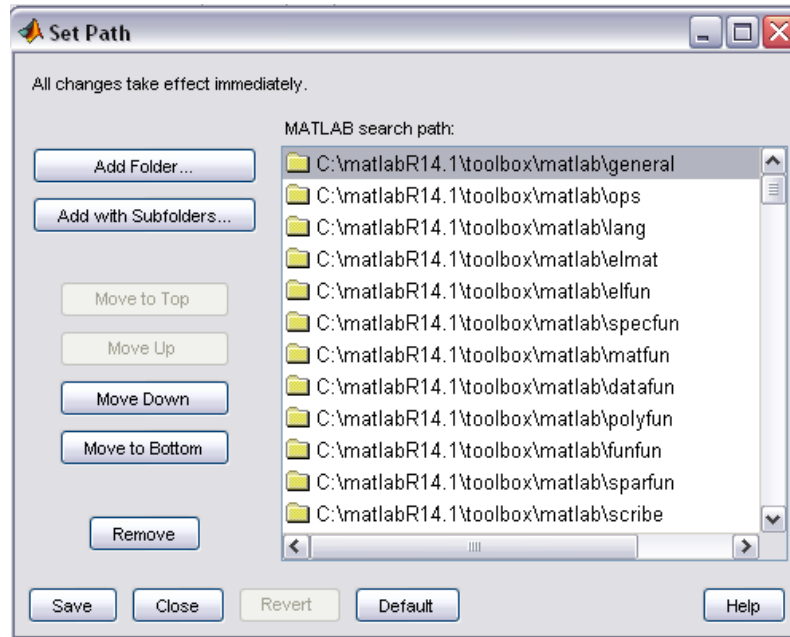 Set Path
All changes take effect immediately.
MATLAB search path:
Add Folder...
Add with Subfolders...
Move to Top
Move Up
Move Down
Move to Bottom
Remove
C:\matlabR14.1\toolbox\matlab\general
C:\matlabR14.1\toolbox\matlab\ops
C:\matlabR14.1\toolbox\matlab\lang
C:\matlabR14.1\toolbox\matlab\elmat
C:\matlabR14.1\toolbox\matlab\elfun
C:\matlabR14.1\toolbox\matlab\specfun
C:\matlabR14.1\toolbox\matlab\matfun
C:\matlabR14.1\toolbox\matlab\datafun
C:\matlabR14.1\toolbox\matlab\polyfun
C:\matlabR14.1\toolbox\matlab\funfun
C:\matlabR14.1\toolbox\matlab\sparfun
C:\matlabR14.1\toolbox\matlab\scribe
Save
Close
Revert
Default
Help